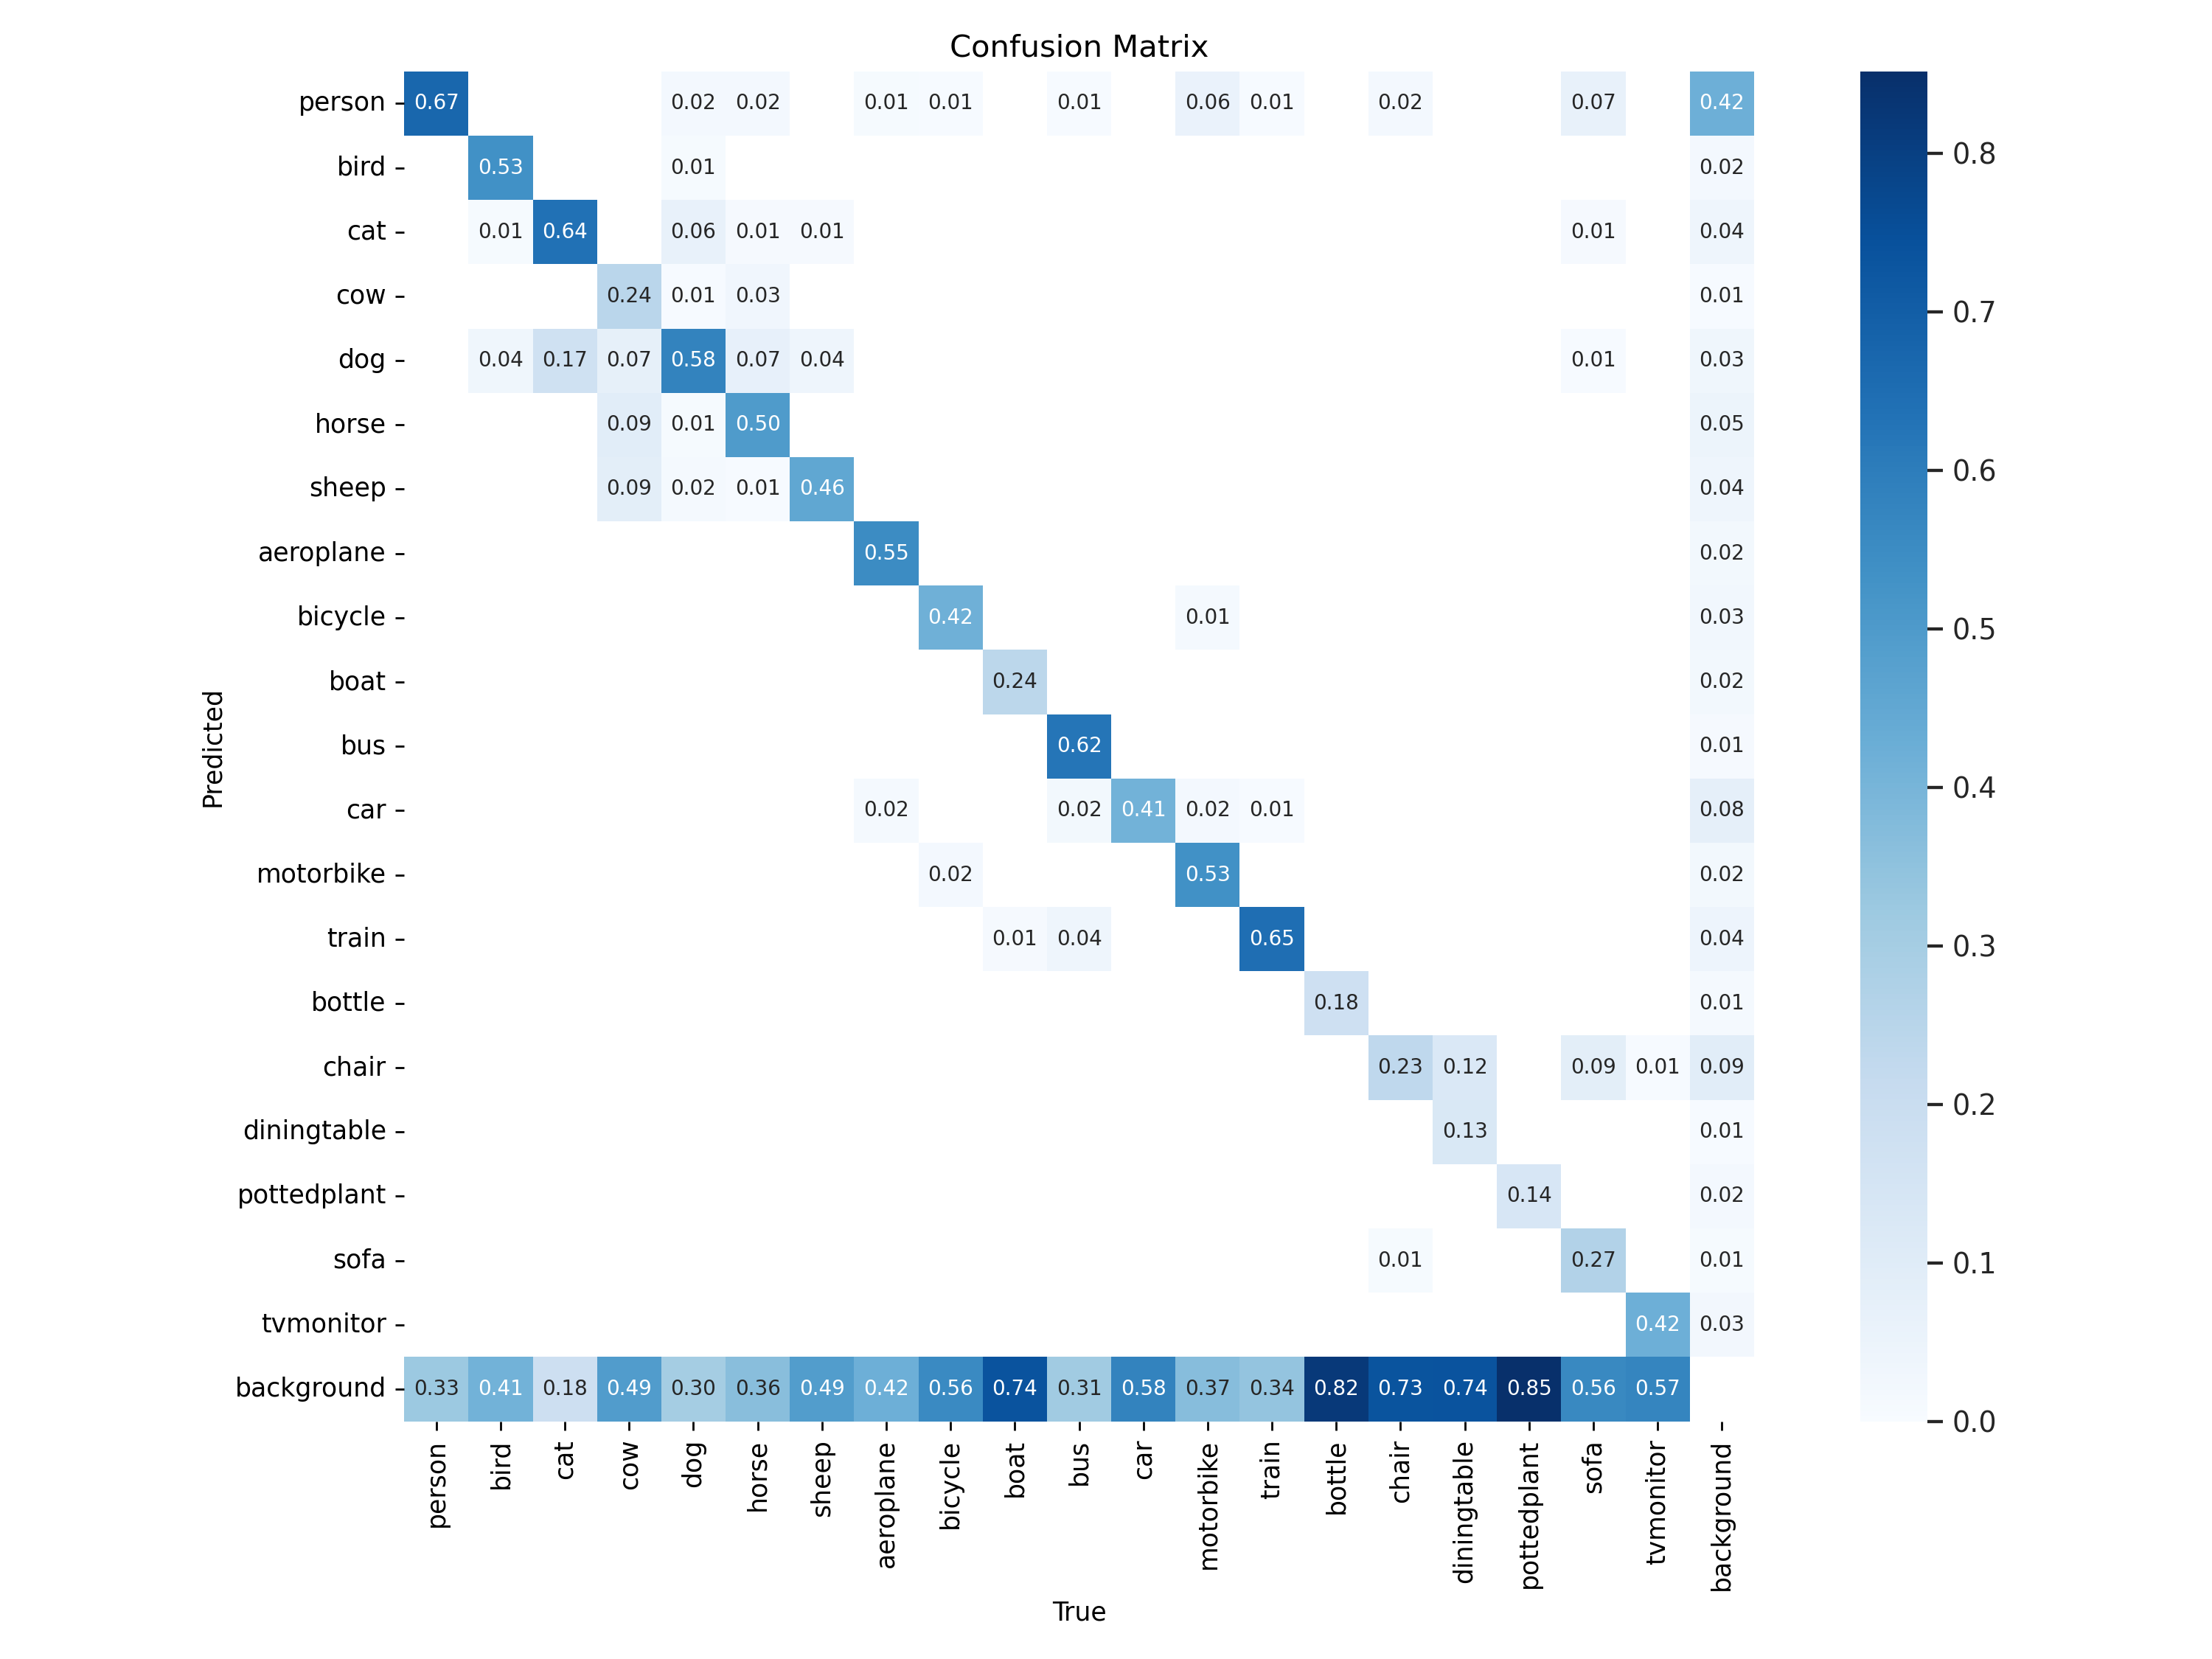 Confusion Matrix
person 0.67 0.02 0.02 0.01 0.01 0.01 0.06 0.01 0.02 0.07 0.42
bird 0.53 0.01 0.02
cat 0.01 0.64 0.06 0.01 0.01 0.01 0.04
cow 0.24 0.01 0.03 0.01
dog 0.04 0.17 0.07 0.58 0.07 0.04 0.01 0.03
horse 0.09 0.01 0.50 0.05
sheep 0.09 0.02 0.01 0.46 0.04
aeroplane 0.55 0.02
bicycle 0.42 0.01 0.03
boat 0.24 0.02
bus 0.62 0.01
car 0.02 0.02 0.41 0.02 0.01 0.08
motorbike 0.02 0.53 0.02
train 0.01 0.04 0.65 0.04
bottle 0.18 0.01
chair 0.23 0.12 0.09 0.01 0.09
diningtable 0.13 0.01
pottedplant 0.14 0.02
sofa 0.01 0.27 0.01
tvmonitor 0.42 0.03
background 0.33 0.41 0.18 0.49 0.30 0.36 0.49 0.42 0.56 0.74 0.31 0.58 0.37 0.34 0.82 0.73 0.74 0.85 0.56 0.57
person bird cat cow dog horse sheep aeroplane bicycle boat bus car motorbike train bottle chair diningtable pottedplant sofa tvmonitor background
True
Predicted
0.8
0.7
0.6
0.5
0.4
0.3
0.2
0.1
0.0